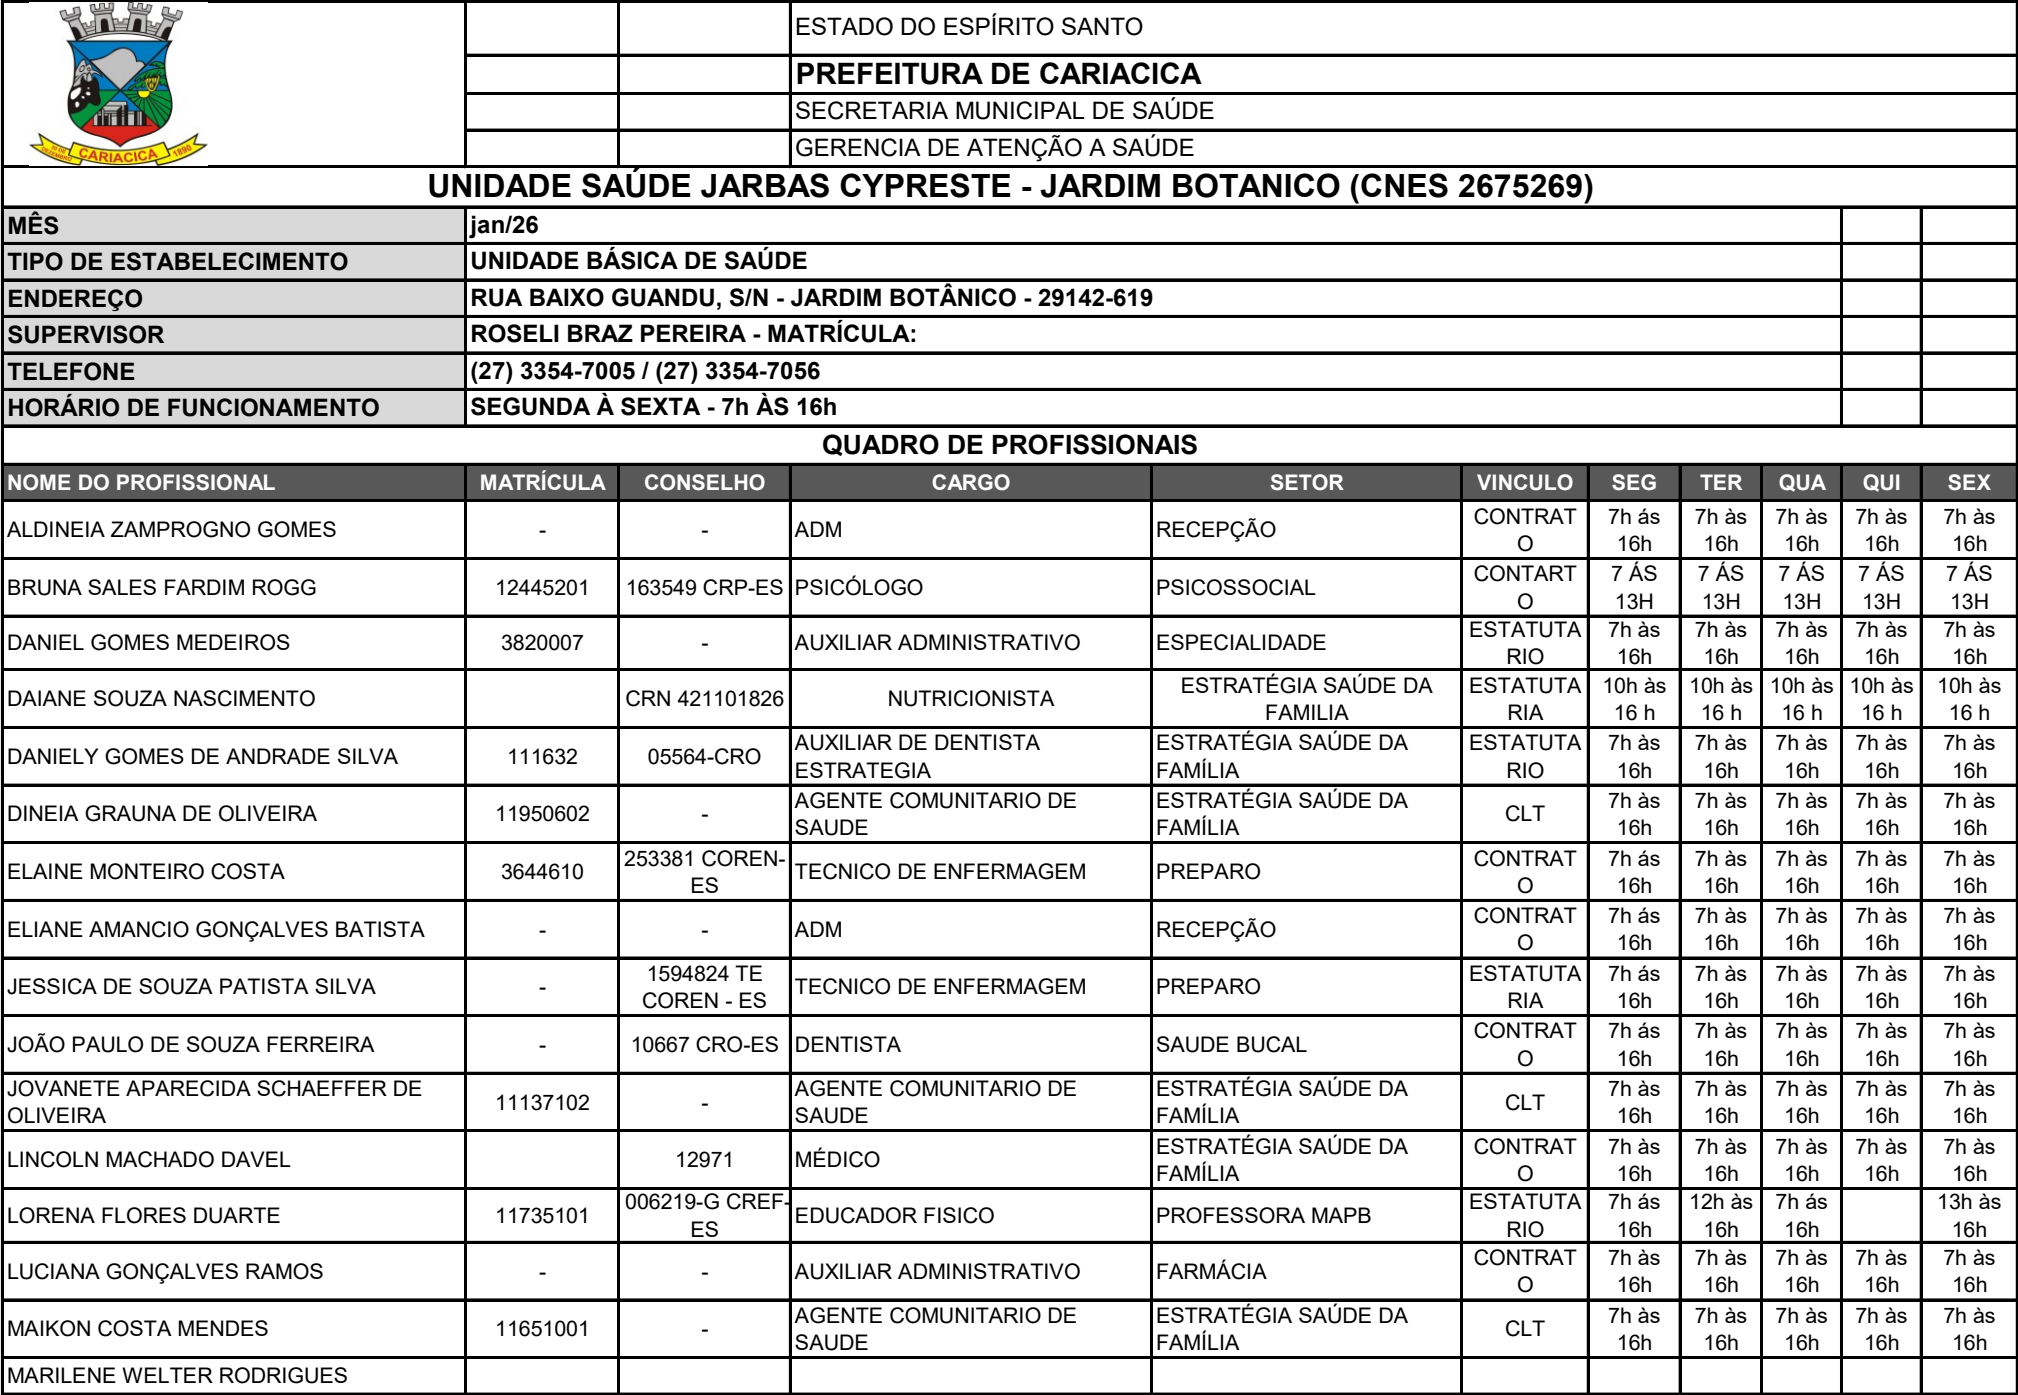 30 DE DEZEMBRO CARIACICA 1890
ESTADO DO ESPÍRITO SANTO
PREFEITURA DE CARIACICA
SECRETARIA MUNICIPAL DE SAÚDE
GERENCIA DE ATENÇÃO A SAÚDE
UNIDADE SAÚDE JARBAS CYPRESTE - JARDIM BOTANICO (CNES 2675269)
MÊS jan/26
TIPO DE ESTABELECIMENTO UNIDADE BÁSICA DE SAÚDE
ENDEREÇO RUA BAIXO GUANDU, S/N - JARDIM BOTÂNICO - 29142-619
SUPERVISOR ROSELI BRAZ PEREIRA - MATRÍCULA:
TELEFONE (27) 3354-7005 / (27) 3354-7056
HORÁRIO DE FUNCIONAMENTO SEGUNDA À SEXTA - 7h ÀS 16h
QUADRO DE PROFISSIONAIS
NOME DO PROFISSIONAL MATRÍCULA CONSELHO CARGO SETOR VINCULO SEG TER QUA QUI SEX
ALDINEIA ZAMPROGNO GOMES - - ADM RECEPÇÃO CONTRATO 7h ás 16h 7h às 16h 7h às 16h 7h às 16h 7h às 16h
BRUNA SALES FARDIM ROGG 12445201 163549 CRP-ES PSICÓLOGO PSICOSSOCIAL CONTARTO 7 ÁS 13H 7 ÁS 13H 7 ÁS 13H 7 ÁS 13H 7 ÁS 13H
DANIEL GOMES MEDEIROS 3820007 - AUXILIAR ADMINISTRATIVO ESPECIALIDADE ESTATUTARIO 7h às 16h 7h às 16h 7h às 16h 7h às 16h 7h às 16h
DAIANE SOUZA NASCIMENTO CRN 421101826 NUTRICIONISTA ESTRATÉGIA SAÚDE DA FAMILIA ESTATUTARIA 10h às 16 h 10h às 16 h 10h às 16 h 10h às 16 h 10h às 16 h
DANIELY GOMES DE ANDRADE SILVA 111632 05564-CRO AUXILIAR DE DENTISTA ESTRATEGIA ESTRATÉGIA SAÚDE DA FAMÍLIA ESTATUTARIO 7h às 16h 7h às 16h 7h às 16h 7h às 16h 7h às 16h
DINEIA GRAUNA DE OLIVEIRA 11950602 - AGENTE COMUNITARIO DE SAUDE ESTRATÉGIA SAÚDE DA FAMÍLIA CLT 7h às 16h 7h às 16h 7h às 16h 7h às 16h 7h às 16h
ELAINE MONTEIRO COSTA 3644610 253381 COREN-ES TECNICO DE ENFERMAGEM PREPARO CONTRATO 7h ás 16h 7h às 16h 7h às 16h 7h às 16h 7h às 16h
ELIANE AMANCIO GONÇALVES BATISTA - - ADM RECEPÇÃO CONTRATO 7h ás 16h 7h às 16h 7h às 16h 7h às 16h 7h às 16h
JESSICA DE SOUZA PATISTA SILVA - 1594824 TE COREN - ES TECNICO DE ENFERMAGEM PREPARO ESTATUTARIA 7h ás 16h 7h às 16h 7h às 16h 7h às 16h 7h às 16h
JOÃO PAULO DE SOUZA FERREIRA - 10667 CRO-ES DENTISTA SAUDE BUCAL CONTRATO 7h ás 16h 7h às 16h 7h às 16h 7h às 16h 7h às 16h
JOVANETE APARECIDA SCHAEFFER DE OLIVEIRA 11137102 - AGENTE COMUNITARIO DE SAUDE ESTRATÉGIA SAÚDE DA FAMÍLIA CLT 7h às 16h 7h às 16h 7h às 16h 7h às 16h 7h às 16h
LINCOLN MACHADO DAVEL 12971 MÉDICO ESTRATÉGIA SAÚDE DA FAMÍLIA CONTRATO 7h às 16h 7h às 16h 7h às 16h 7h às 16h 7h às 16h
LORENA FLORES DUARTE 11735101 006219-G CREF-ES EDUCADOR FISICO PROFESSORA MAPB ESTATUTARIO 7h ás 16h 12h às 16h 7h ás 16h 13h às 16h
LUCIANA GONÇALVES RAMOS - - AUXILIAR ADMINISTRATIVO FARMÁCIA CONTRATO 7h às 16h 7h às 16h 7h às 16h 7h às 16h 7h às 16h
MAIKON COSTA MENDES 11651001 - AGENTE COMUNITARIO DE SAUDE ESTRATÉGIA SAÚDE DA FAMÍLIA CLT 7h às 16h 7h às 16h 7h às 16h 7h às 16h 7h às 16h
MARILENE WELTER RODRIGUES